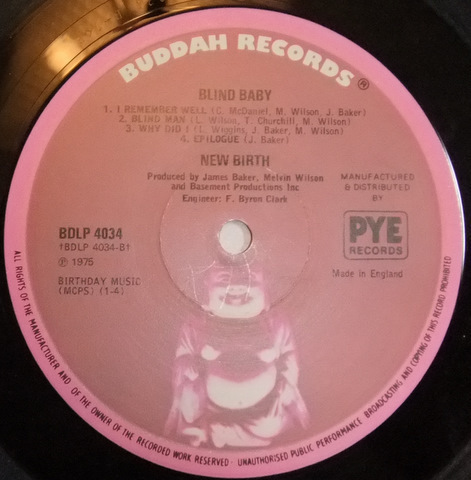 BUDDAH RECORDS®
BLIND BABY
1. I REMEMBER WELL (C. McDaniel, M. Wilson, J. Baker)
2. BLIND MAN (L. Wilson, T. Churchill, M. Wilson)
3. WHY DID I (L. Wiggins, J. Baker, M. Wilson)
4. EPILOGUE (J. Baker)
NEW BIRTH
Produced by James Baker, Melvin Wilson
and Basement Productions Inc
Engineer: F. Byron Clark
MANUFACTURED
& DISTRIBUTED
BY
PYE
RECORDS
Made in England
BDLP 4034
†BDLP 4034-B†
℗ 1975
BIRTHDAY MUSIC
(MCPS) (1-4)
ALL RIGHTS OF THE MANUFACTURER AND OF THE OWNER OF THE RECORDED WORK RESERVED · UNAUTHORISED PUBLIC PERFORMANCE BROADCASTING AND COPYING OF THIS RECORD PROHIBITED